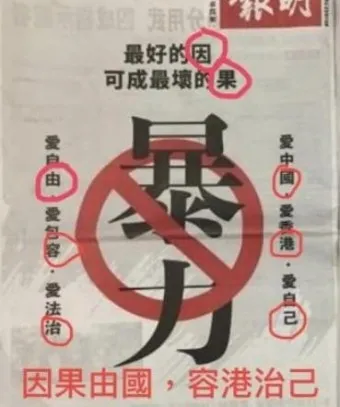 明報
最好的因
可成最壞的果
愛中國·愛香港·愛自己
暴力
愛自由·愛包容·愛法治
因果由國，容港治己